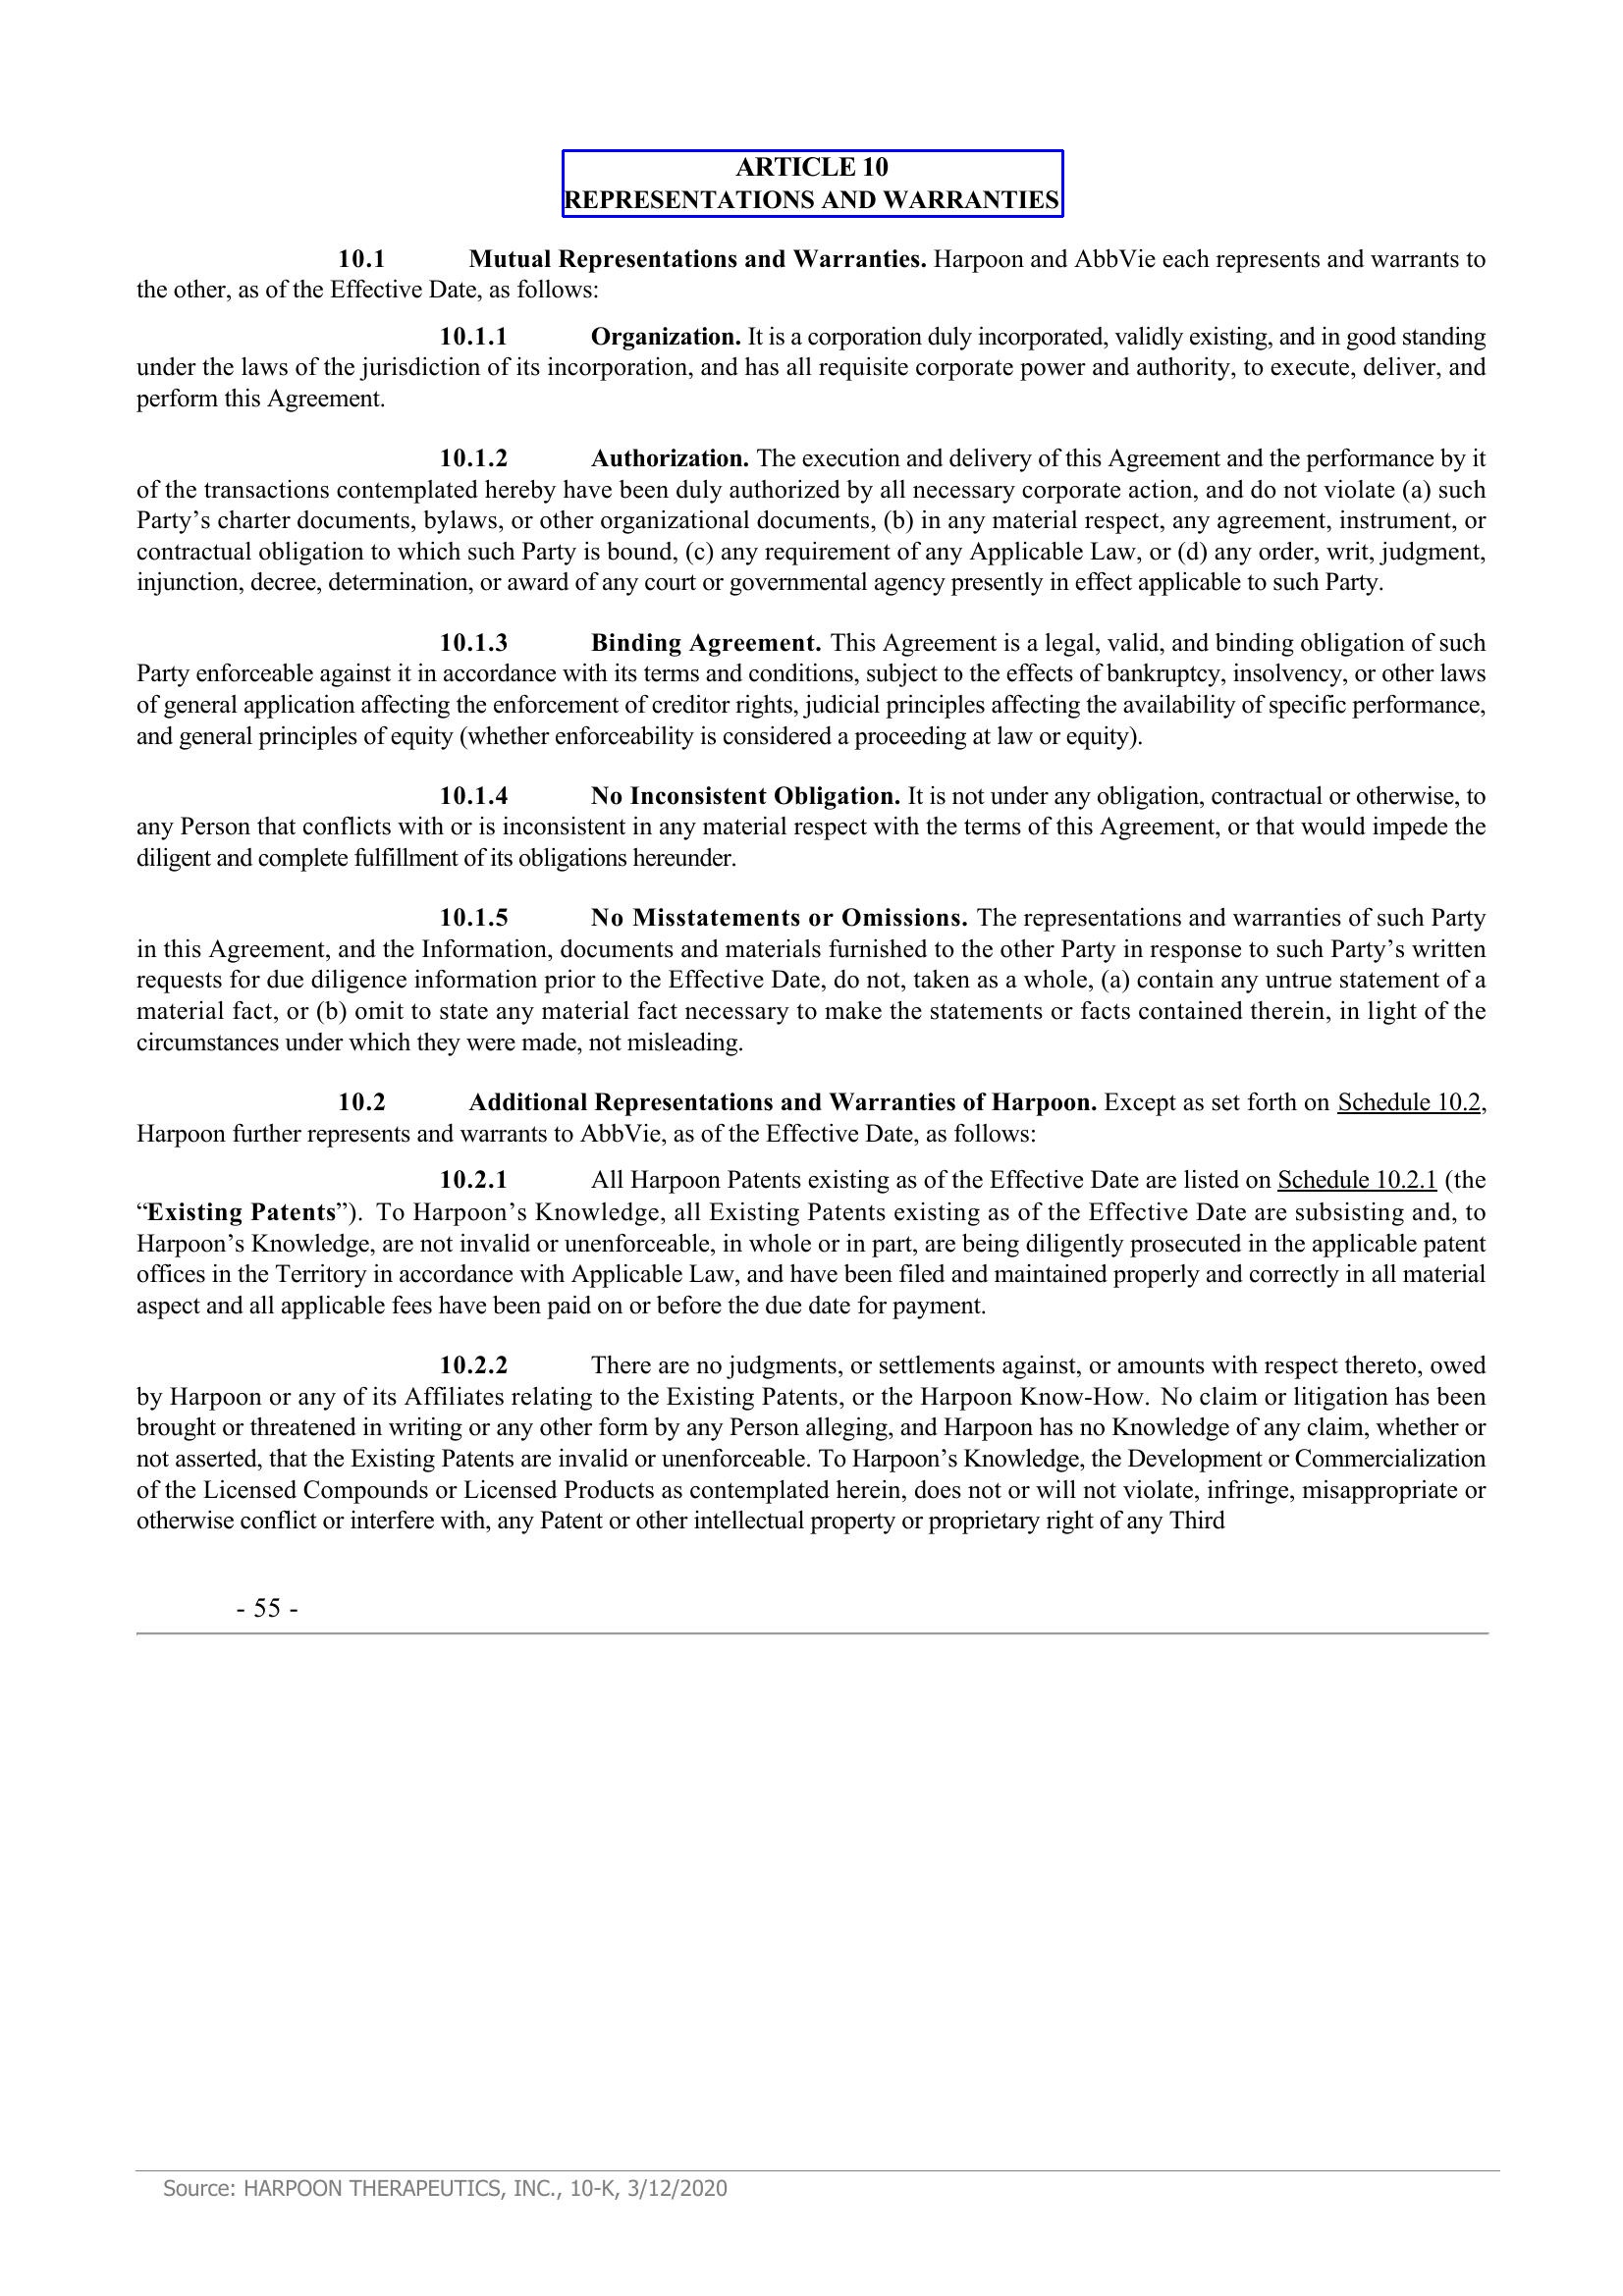 ARTICLE 10
REPRESENTATIONS AND WARRANTIES
10.1 Mutual Representations and Warranties. Harpoon and AbbVie each represents and warrants to
the other, as of the Effective Date, as follows:
10.1.1 Organization. It is a corporation duly incorporated, validly existing, and in good standing
under the laws of the jurisdiction of its incorporation, and has all requisite corporate power and authority, to execute, deliver, and
perform this Agreement.
10.1.2 Authorization. The execution and delivery of this Agreement and the performance by it
of the transactions contemplated hereby have been duly authorized by all necessary corporate action, and do not violate (a) such
Party’s charter documents, bylaws, or other organizational documents, (b) in any material respect, any agreement, instrument, or
contractual obligation to which such Party is bound, (c) any requirement of any Applicable Law, or (d) any order, writ, judgment,
injunction, decree, determination, or award of any court or governmental agency presently in effect applicable to such Party.
10.1.3 Binding Agreement. This Agreement is a legal, valid, and binding obligation of such
Party enforceable against it in accordance with its terms and conditions, subject to the effects of bankruptcy, insolvency, or other laws
of general application affecting the enforcement of creditor rights, judicial principles affecting the availability of specific performance,
and general principles of equity (whether enforceability is considered a proceeding at law or equity).
10.1.4 No Inconsistent Obligation. It is not under any obligation, contractual or otherwise, to
any Person that conflicts with or is inconsistent in any material respect with the terms of this Agreement, or that would impede the
diligent and complete fulfillment of its obligations hereunder.
10.1.5 No Misstatements or Omissions. The representations and warranties of such Party
in this Agreement, and the Information, documents and materials furnished to the other Party in response to such Party’s written
requests for due diligence information prior to the Effective Date, do not, taken as a whole, (a) contain any untrue statement of a
material fact, or (b) omit to state any material fact necessary to make the statements or facts contained therein, in light of the
circumstances under which they were made, not misleading.
10.2 Additional Representations and Warranties of Harpoon. Except as set forth on Schedule 10.2,
Harpoon further represents and warrants to AbbVie, as of the Effective Date, as follows:
10.2.1 All Harpoon Patents existing as of the Effective Date are listed on Schedule 10.2.1 (the
“Existing Patents”). To Harpoon’s Knowledge, all Existing Patents existing as of the Effective Date are subsisting and, to
Harpoon’s Knowledge, are not invalid or unenforceable, in whole or in part, are being diligently prosecuted in the applicable patent
offices in the Territory in accordance with Applicable Law, and have been filed and maintained properly and correctly in all material
aspect and all applicable fees have been paid on or before the due date for payment.
10.2.2 There are no judgments, or settlements against, or amounts with respect thereto, owed
by Harpoon or any of its Affiliates relating to the Existing Patents, or the Harpoon Know-How. No claim or litigation has been
brought or threatened in writing or any other form by any Person alleging, and Harpoon has no Knowledge of any claim, whether or
not asserted, that the Existing Patents are invalid or unenforceable. To Harpoon’s Knowledge, the Development or Commercialization
of the Licensed Compounds or Licensed Products as contemplated herein, does not or will not violate, infringe, misappropriate or
otherwise conflict or interfere with, any Patent or other intellectual property or proprietary right of any Third
- 55 -
Source: HARPOON THERAPEUTICS, INC., 10-K, 3/12/2020